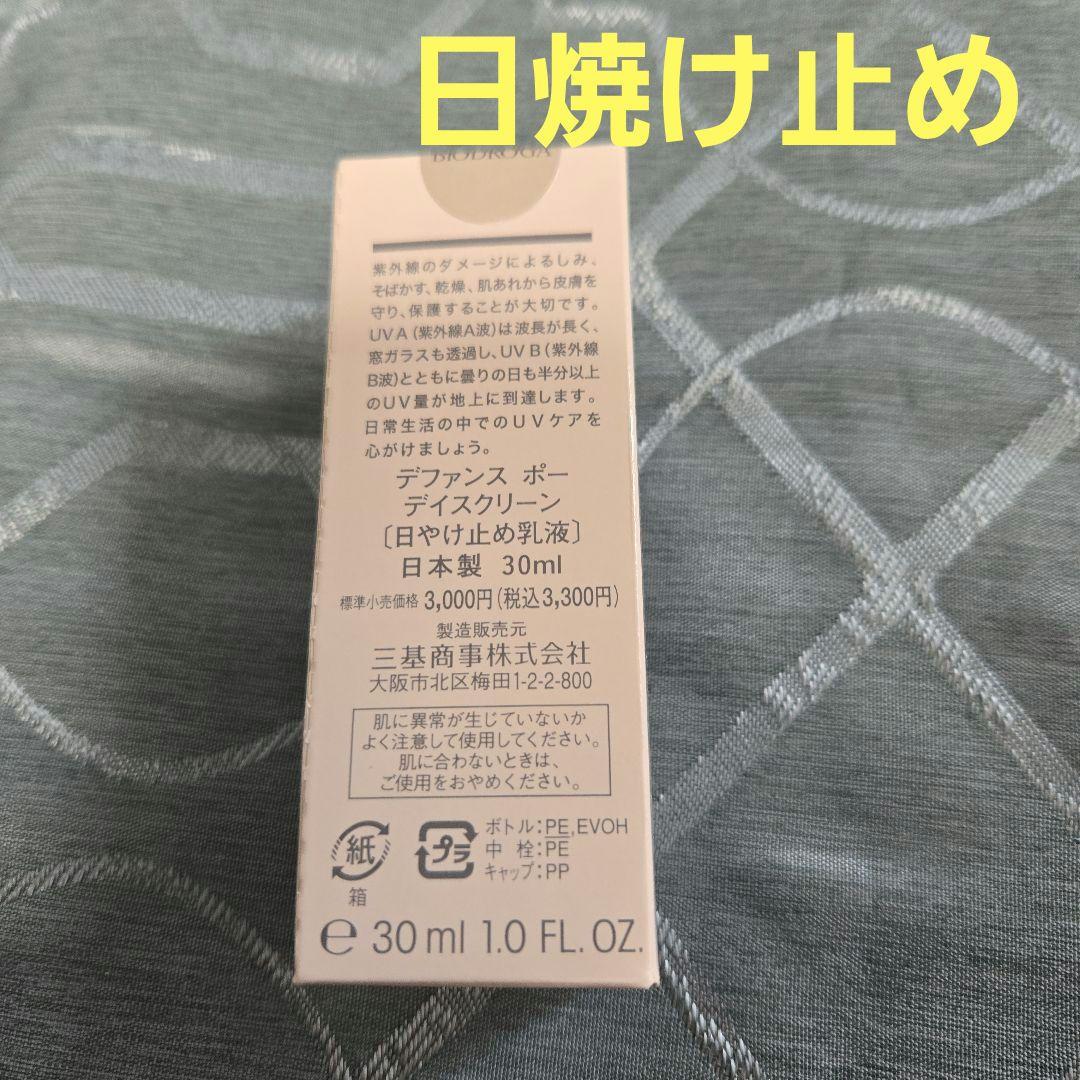 日焼け止め
BIODROGA
紫外線のダメージによるしみ、
そばかす、乾燥、肌あれから皮膚を
守り、保護することが大切です。
UVA(紫外線A波)は波長が長く、
窓ガラスも透過し、UVB(紫外線
B波)とともに曇りの日も半分以上
のUV量が地上に到達します。
日常生活の中でのUVケアを
心がけましょう。
デファンス ポー
デイスクリーン
〔日やけ止め乳液〕
日本製 30ml
標準小売価格 3,000円(税込3,300円)
製造販売元
三基商事株式会社
大阪市北区梅田1-2-2-800
肌に異常が生じていないか
よく注意して使用してください。
肌に合わないときは、
ご使用をおやめください。
紙
箱
プラ
ボトル:PE,EVOH
中 栓:PE
キャップ:PP
℮ 30 ml 1.0 FL. OZ.